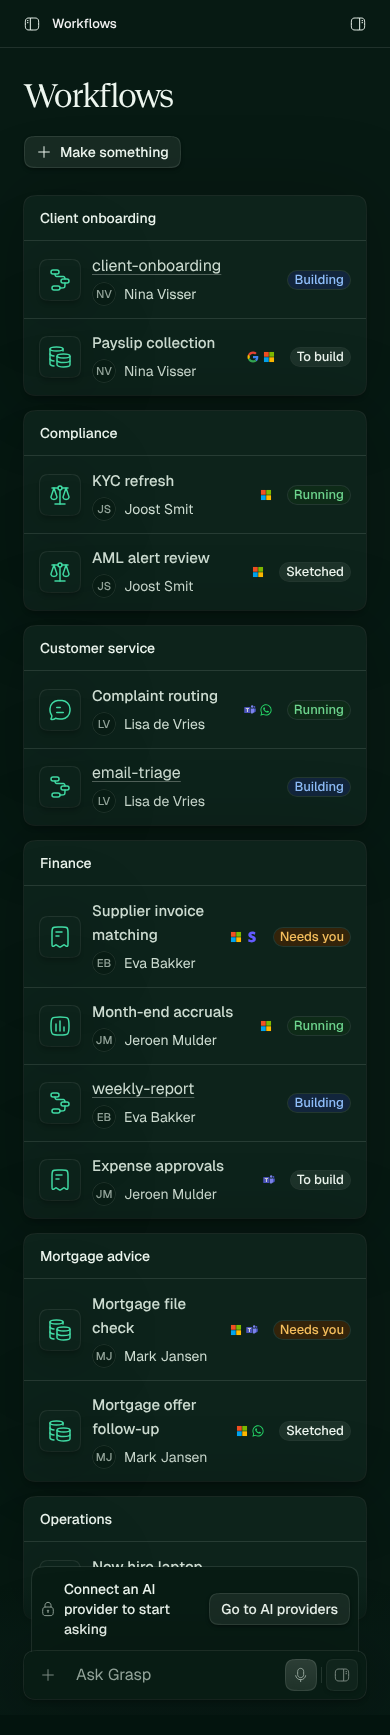 Workflows
Workflows
Make something
Client onboarding
client-onboarding
NV Nina Visser
Building
Payslip collection
NV Nina Visser
To build
Compliance
KYC refresh
JS Joost Smit
Running
AML alert review
JS Joost Smit
Sketched
Customer service
Complaint routing
LV Lisa de Vries
Running
email-triage
LV Lisa de Vries
Building
Finance
Supplier invoice
matching
EB Eva Bakker
Needs you
Month-end accruals
JM Jeroen Mulder
Running
weekly-report
EB Eva Bakker
Building
Expense approvals
JM Jeroen Mulder
To build
Mortgage advice
Mortgage file
check
MJ Mark Jansen
Needs you
Mortgage offer
follow-up
MJ Mark Jansen
Sketched
Operations
New hire laptop
Connect an AI
provider to start
asking
Go to AI providers
Ask Grasp